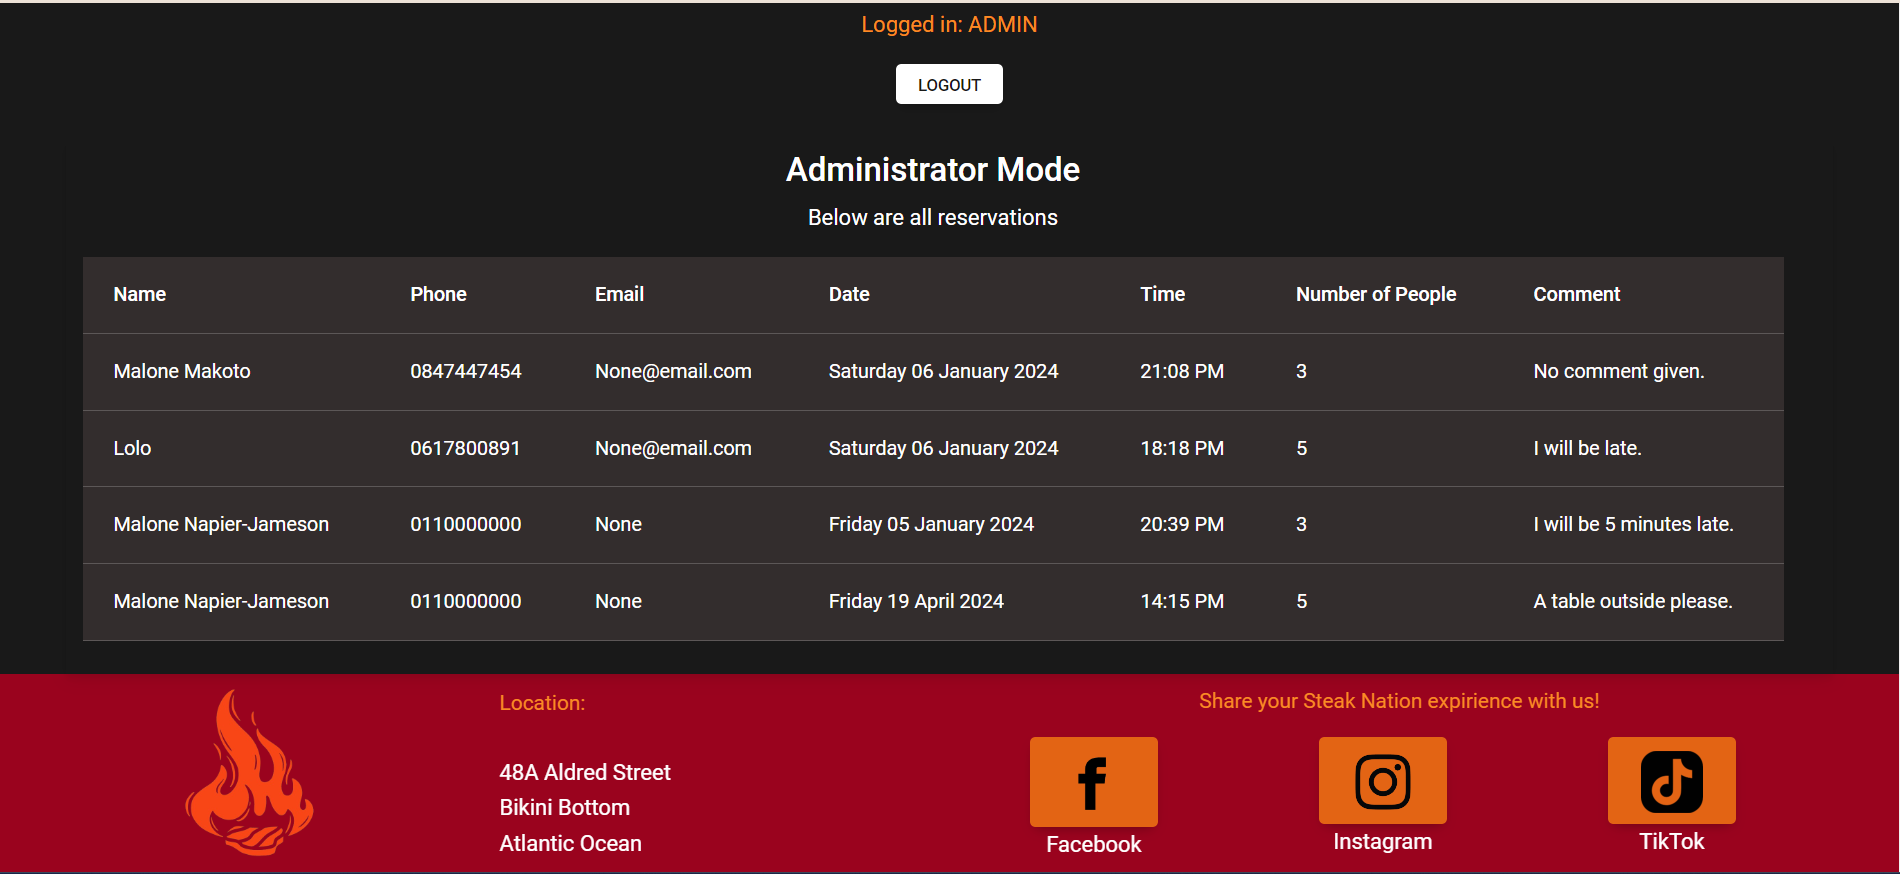 Logged in: ADMIN
LOGOUT
Administrator Mode
Below are all reservations
Name Phone Email Date Time Number of People Comment
Malone Makoto 0847447454 None@email.com Saturday 06 January 2024 21:08 PM 3 No comment given.
Lolo 0617800891 None@email.com Saturday 06 January 2024 18:18 PM 5 I will be late.
Malone Napier-Jameson 0110000000 None Friday 05 January 2024 20:39 PM 3 I will be 5 minutes late.
Malone Napier-Jameson 0110000000 None Friday 19 April 2024 14:15 PM 5 A table outside please.
Location:
48A Aldred Street
Bikini Bottom
Atlantic Ocean
Share your Steak Nation expirience with us!
Facebook
Instagram
TikTok